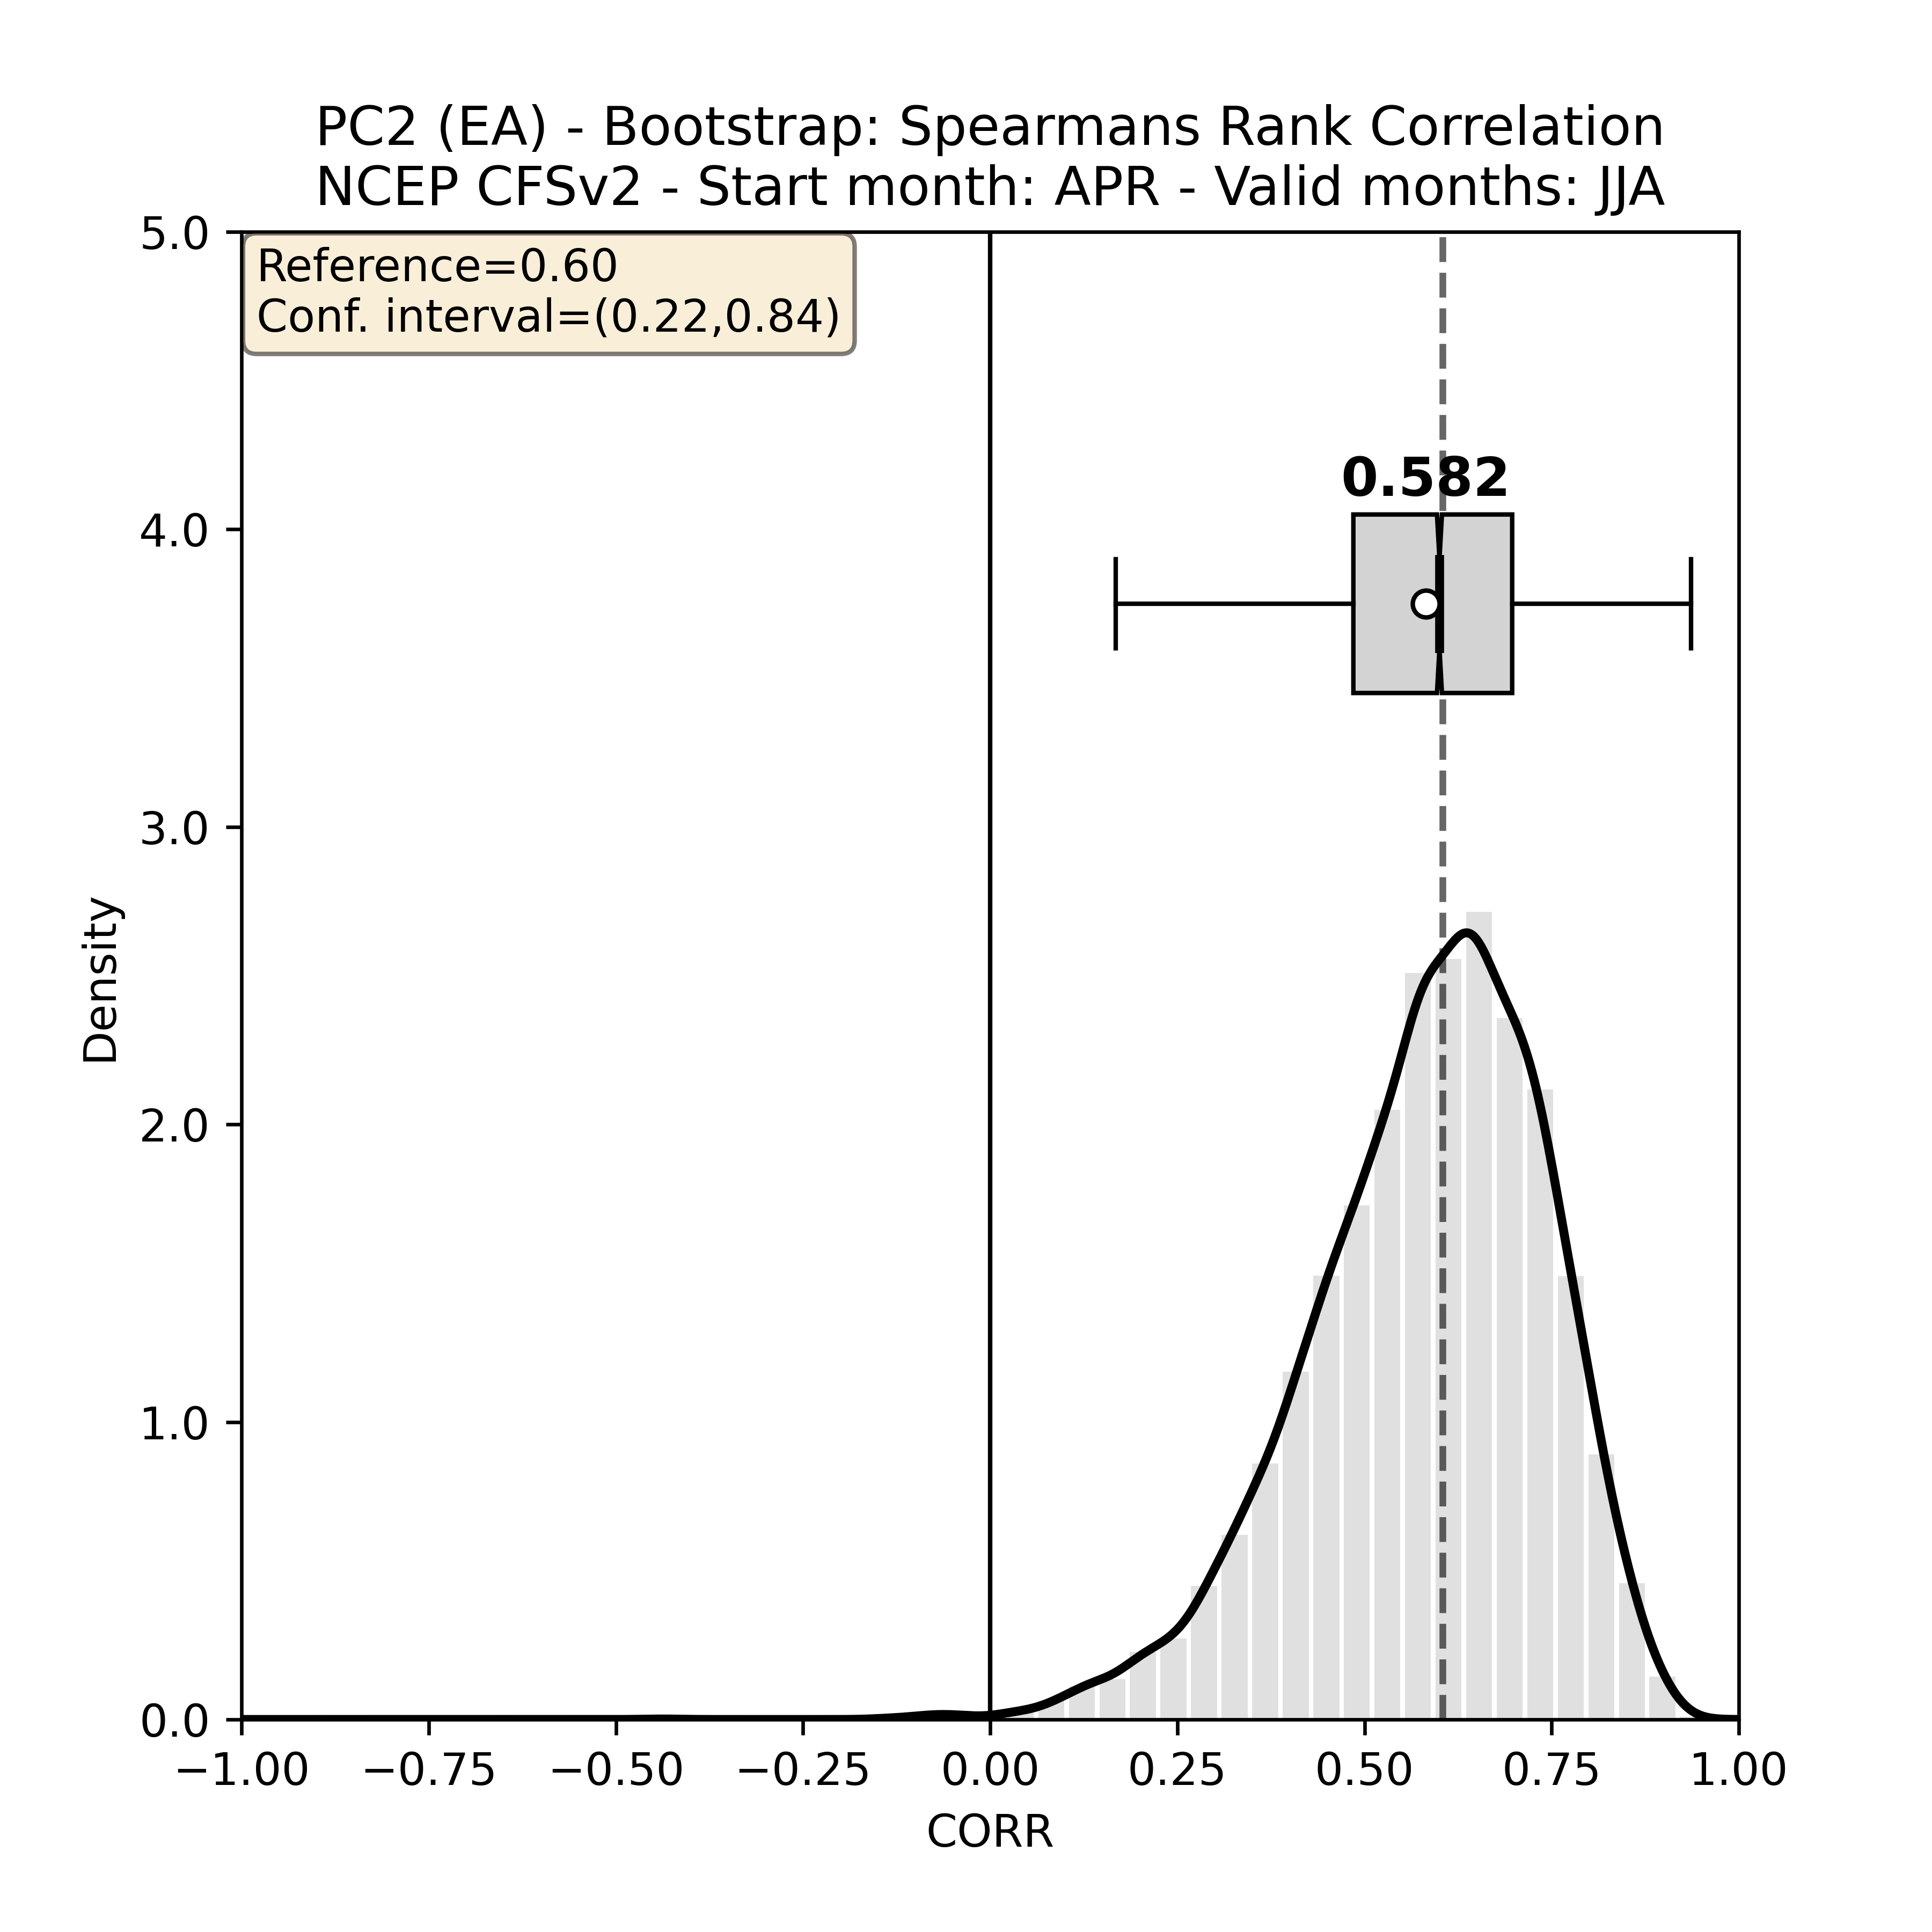 PC2 (EA) - Bootstrap: Spearmans Rank Correlation
NCEP CFSv2 - Start month: APR - Valid months: JJA
5.0
Reference=0.60
Conf. interval=(0.22,0.84)
0.582
4.0
3.0
Density
2.0
1.0
0.0
−1.00 −0.75 −0.50 −0.25 0.00 0.25 0.50 0.75 1.00
CORR